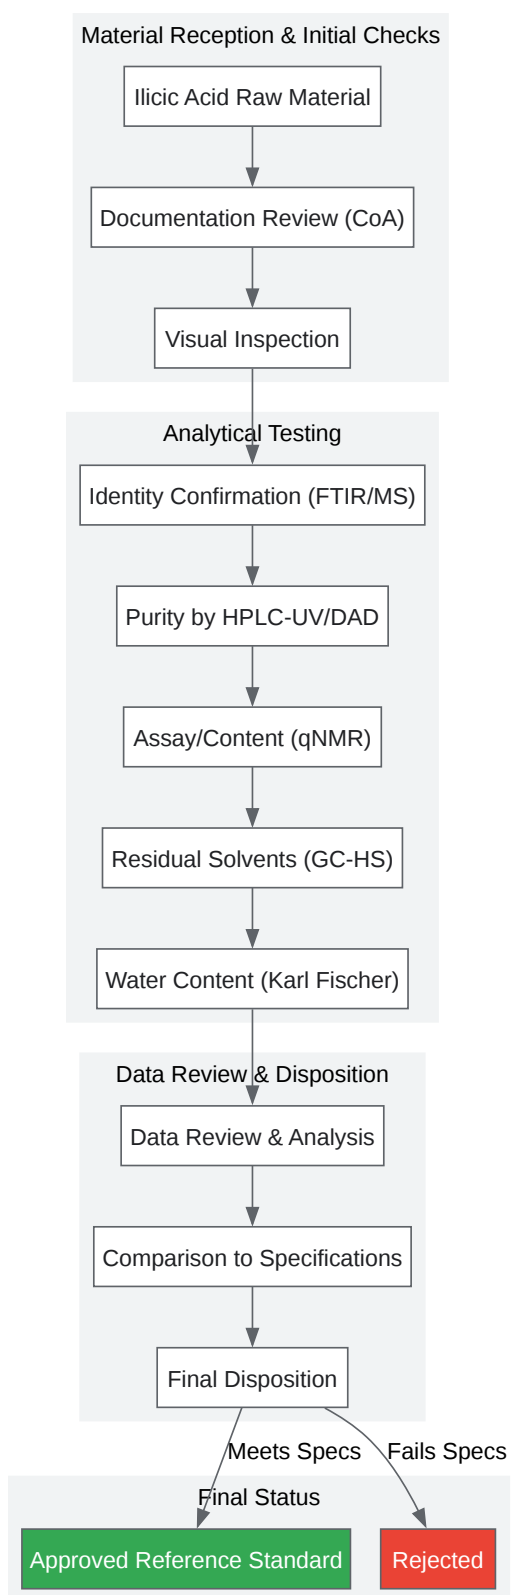 Material Reception & Initial Checks
Ilicic Acid Raw Material
Documentation Review (CoA)
Visual Inspection
Analytical Testing
Identity Confirmation (FTIR/MS)
Purity by HPLC-UV/DAD
Assay/Content (qNMR)
Residual Solvents (GC-HS)
Water Content (Karl Fischer)
Data Review & Disposition
Data Review & Analysis
Comparison to Specifications
Final Disposition
Meets Specs
Fails Specs
Final Status
Approved Reference Standard
Rejected